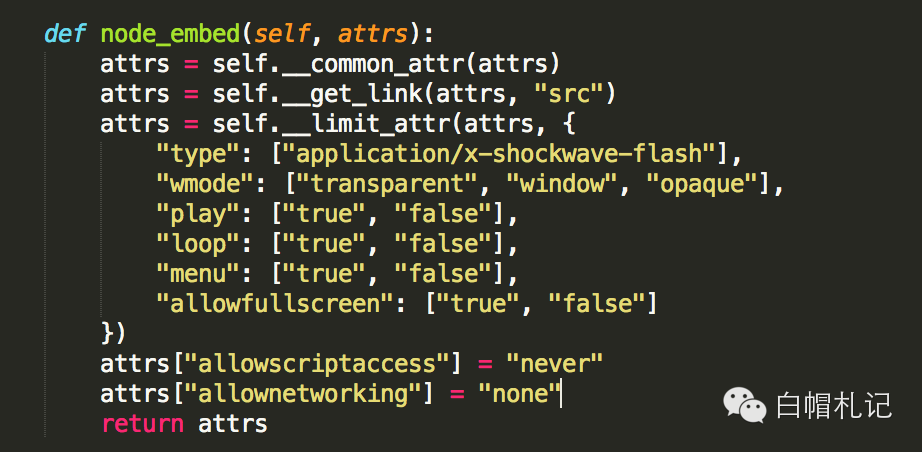 def node_embed(self, attrs):
    attrs = self.__common_attr(attrs)
    attrs = self.__get_link(attrs, "src")
    attrs = self.__limit_attr(attrs, {
        "type": ["application/x-shockwave-flash"],
        "wmode": ["transparent", "window", "opaque"],
        "play": ["true", "false"],
        "loop": ["true", "false"],
        "menu": ["true", "false"],
        "allowfullscreen": ["true", "false"]
    })
    attrs["allowscriptaccess"] = "never"
    attrs["allownetworking"] = "none"
    return attrs
白帽札记